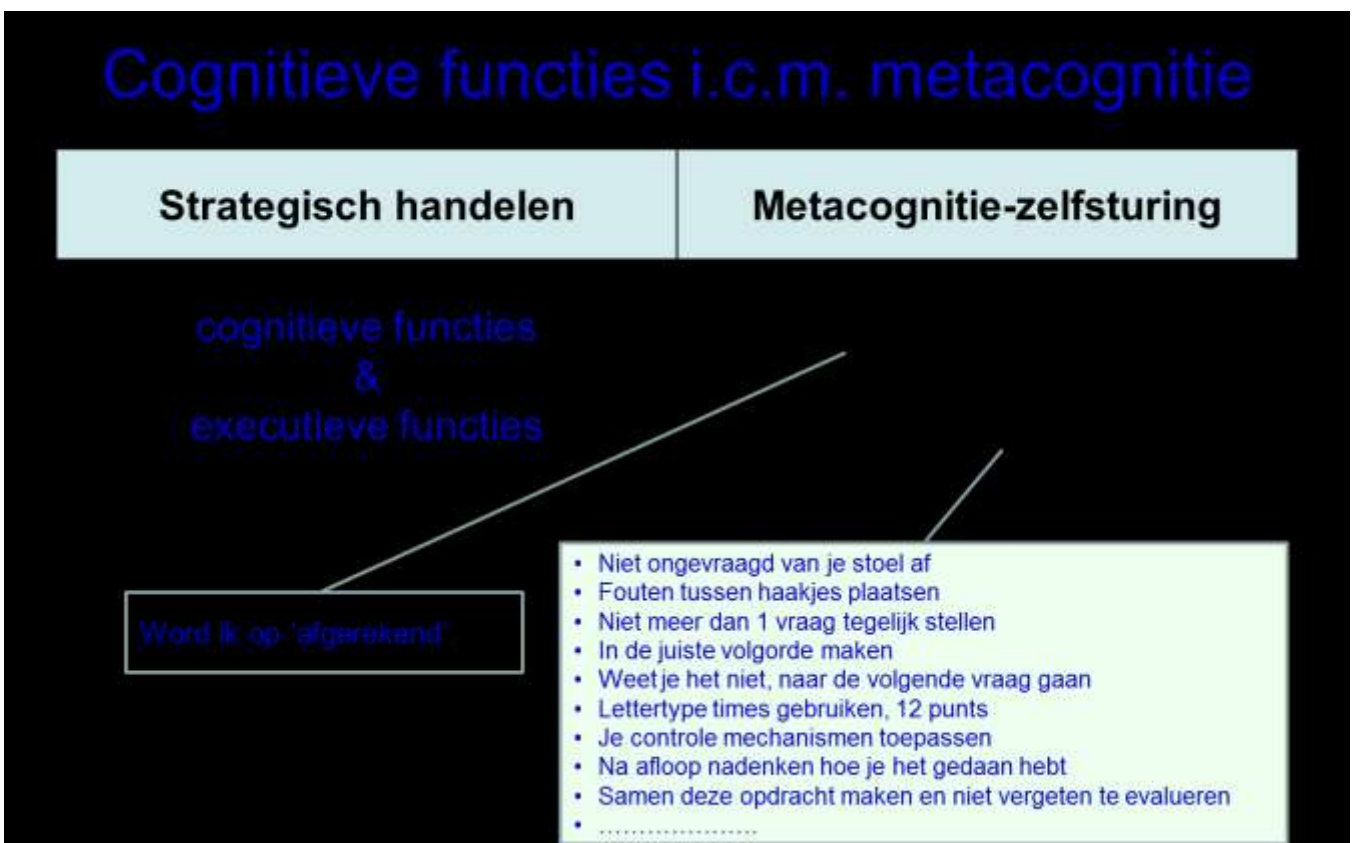 Cognitieve functies i.c.m. metacognitie
Strategisch handelen
Metacognitie-zelfsturing
cognitieve functies
&
executieve functies
Word ik op 'afgerekend'
• Niet ongevraagd van je stoel af
• Fouten tussen haakjes plaatsen
• Niet meer dan 1 vraag tegelijk stellen
• In de juiste volgorde maken
• Weet je het niet, naar de volgende vraag gaan
• Lettertype times gebruiken, 12 punts
• Je controle mechanismen toepassen
• Na afloop nadenken hoe je het gedaan hebt
• Samen deze opdracht maken en niet vergeten te evalueren
• ....................